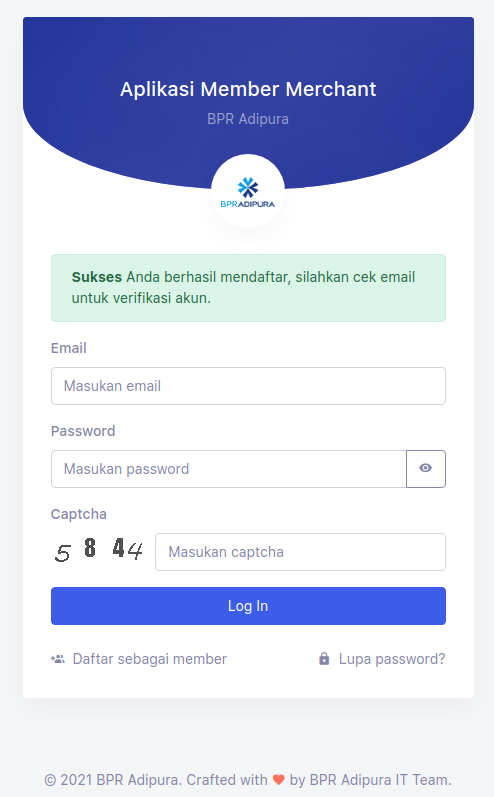 Aplikasi Member Merchant
BPR Adipura
BPRADIPURA
Sukses Anda berhasil mendaftar, silahkan cek email
untuk verifikasi akun.
Email
Masukan email
Password
Masukan password
Captcha
5 8 4 4 Masukan captcha
Log In
Daftar sebagai member Lupa password?
© 2021 BPR Adipura. Crafted with ❤ by BPR Adipura IT Team.